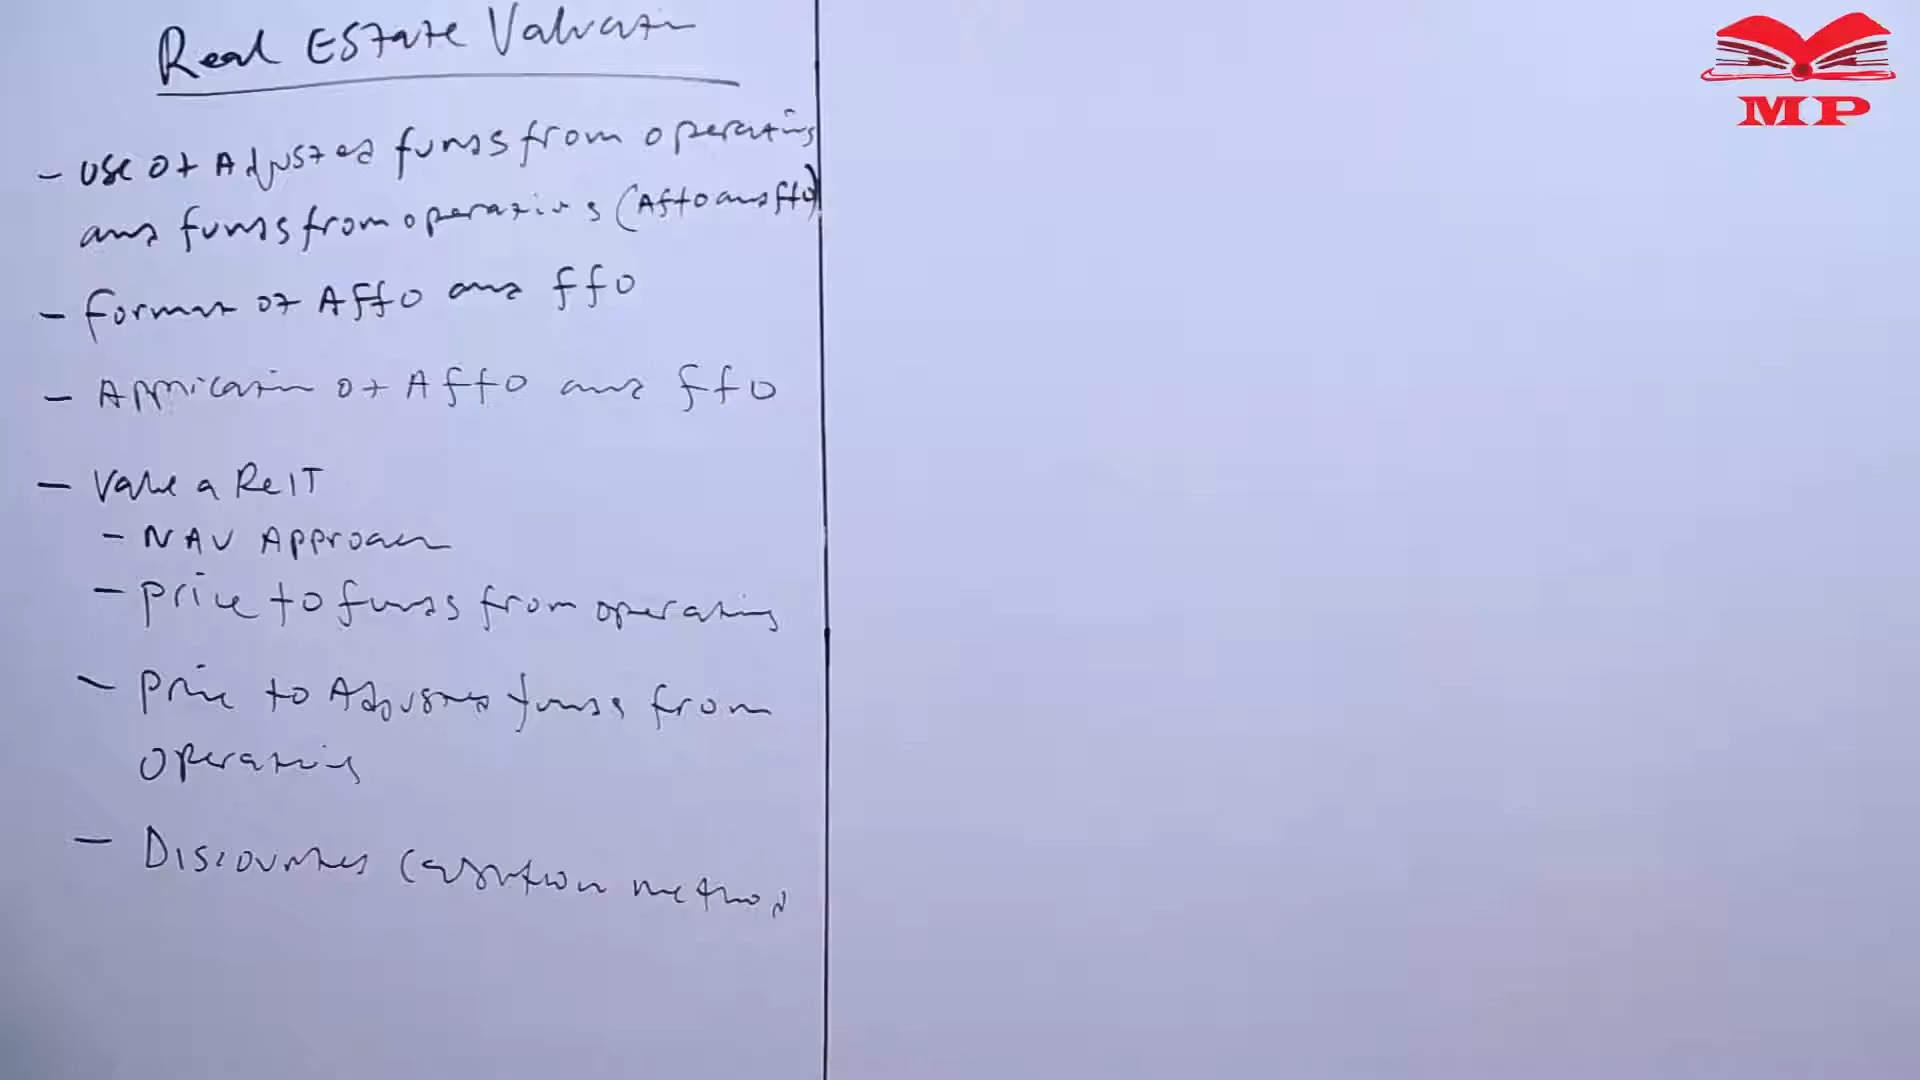 Real Estate Valuation
- Use of Adjusted funds from operating
and funds from operating (Affo and ffo)
- Format of Affo and ffo
- Application of Affo and ffo
- Value a ReIT
- NAV Approach
- Price to funds from operating
- Price to Adjusted funds from
operating
- Discounted Cashflow method
MP